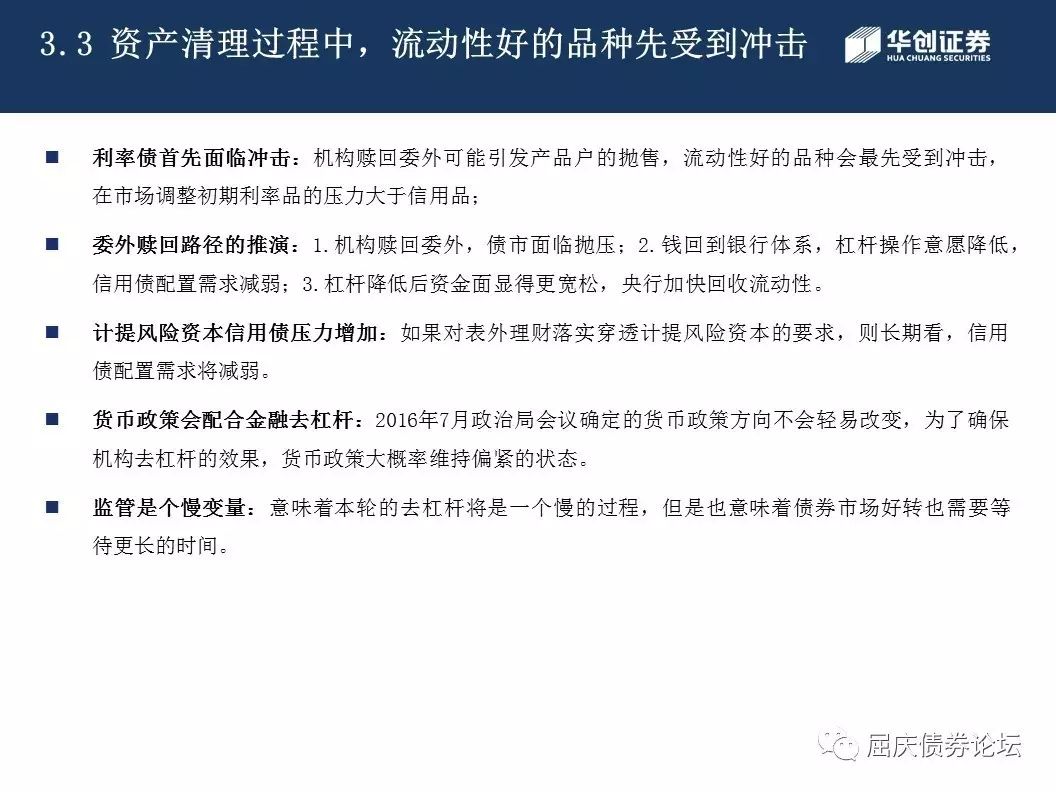 3.3 资产清理过程中，流动性好的品种先受到冲击
华创证券
HUA CHUANG SECURITIES
■ 利率债首先面临冲击：机构赎回委外可能引发产品户的抛售，流动性好的品种会最先受到冲击，
在市场调整初期利率品的压力大于信用品；
■ 委外赎回路径的推演：1.机构赎回委外，债市面临抛压；2.钱回到银行体系，杠杆操作意愿降低，
信用债配置需求减弱；3.杠杆降低后资金面显得更宽松，央行加快回收流动性。
■ 计提风险资本信用债压力增加：如果对表外理财落实穿透计提风险资本的要求，则长期看，信用
债配置需求将减弱。
■ 货币政策会配合金融去杠杆：2016年7月政治局会议确定的货币政策方向不会轻易改变，为了确保
机构去杠杆的效果，货币政策大概率维持偏紧的状态。
■ 监管是个慢变量：意味着本轮的去杠杆将是一个慢的过程，但是也意味着债券市场好转也需要等
待更长的时间。
屈庆债券论坛